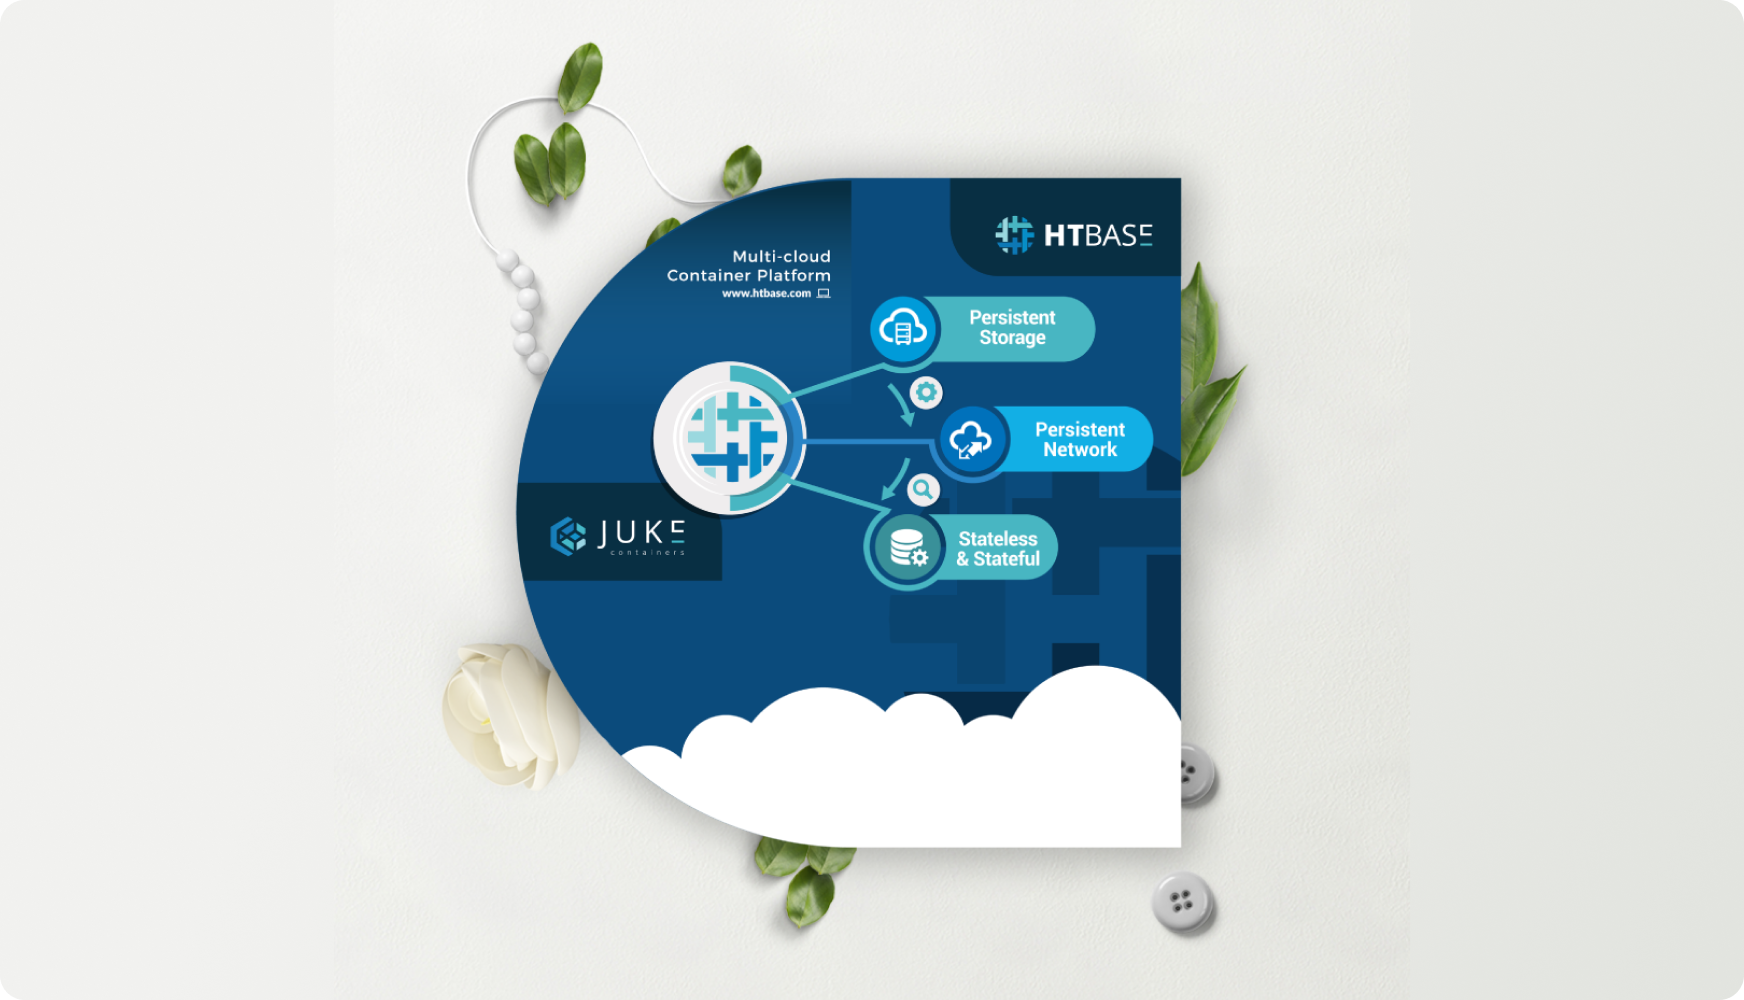 HTBASE
Multi-cloud
Container Platform
www.htbase.com
Persistent
Storage
Persistent
Network
Stateless
& Stateful
JUKE
containers